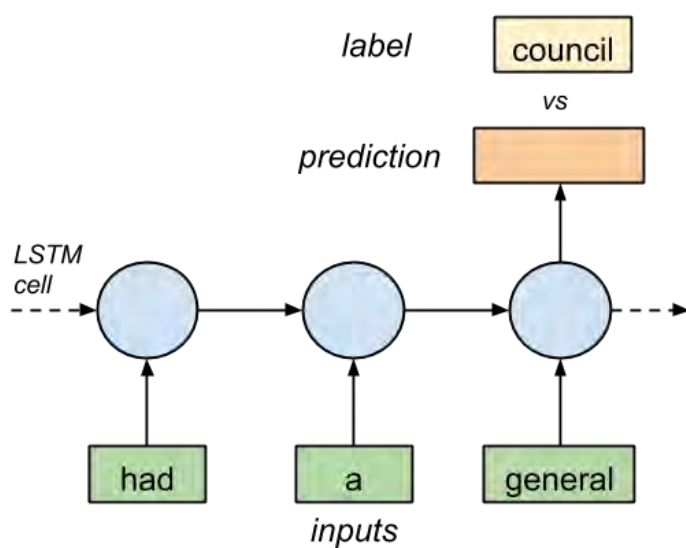 label
council
vs
prediction
LSTM
cell
had
a
general
inputs